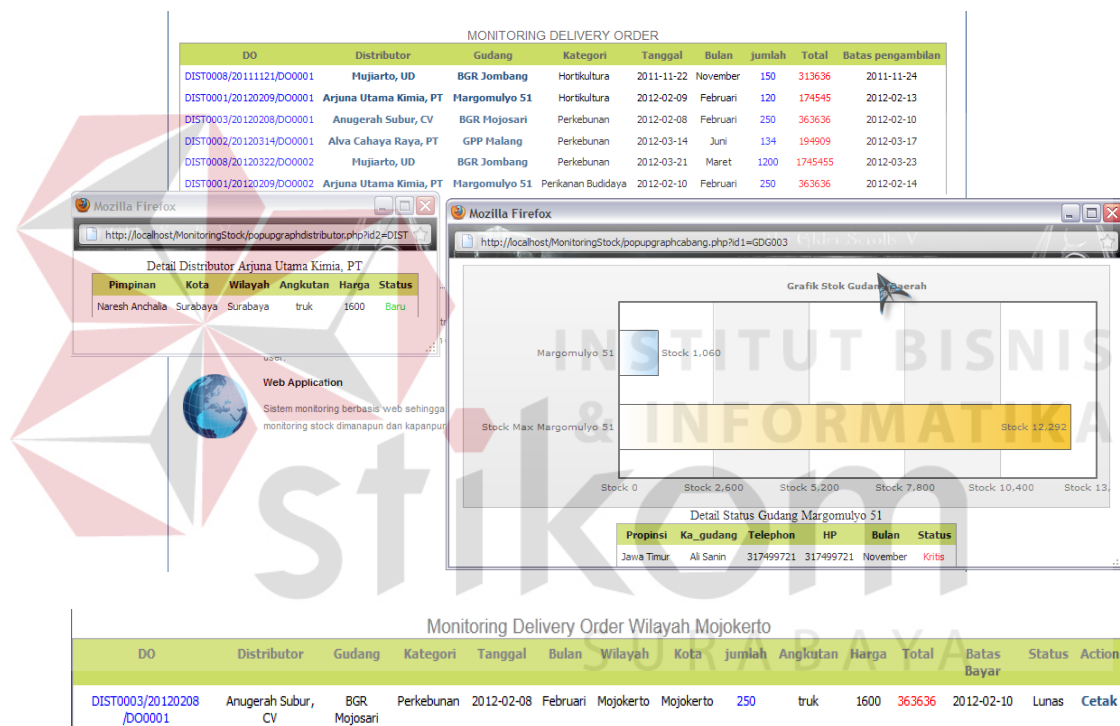 MONITORING DELIVERY ORDER
DO Distributor Gudang Kategori Tanggal Bulan jumlah Total Batas pengambilan
DIST0008/20111121/DO0001 Mujiarto, UD BGR Jombang Hortikultura 2011-11-22 November 150 313636 2011-11-24
DIST0001/20120209/DO0001 Arjuna Utama Kimia, PT Margomulyo 51 Hortikultura 2012-02-09 Februari 120 174545 2012-02-13
DIST0003/20120208/DO0001 Anugerah Subur, CV BGR Mojosari Perkebunan 2012-02-08 Februari 250 363636 2012-02-10
DIST0002/20120314/DO0001 Alva Cahaya Raya, PT GPP Malang Perkebunan 2012-03-14 Juni 134 194909 2012-03-17
DIST0008/20120322/DO0002 Mujiarto, UD BGR Jombang Perkebunan 2012-03-21 Maret 1200 1745455 2012-03-23
DIST0001/20120209/DO0002 Arjuna Utama Kimia, PT Margomulyo 51 Perikanan Budidaya 2012-02-10 Februari 250 363636 2012-02-14
Mozilla Firefox
http://localhost/MonitoringStock/popupgraphdistributor.php?id2=DIST
Detail Distributor Arjuna Utama Kimia, PT
Pimpinan Kota Wilayah Angkutan Harga Status
Naresh Anchalia Surabaya Surabaya truk 1600 Baru
user.
Web Application
Sistem monitoring berbasis web sehingga
monitoring stock dimanapun dan kapanpun
Mozilla Firefox
http://localhost/MonitoringStock/popupgraphcabang.php?id1=GDG003
Grafik Stok Gudang Daerah
Margomulyo 51 Stock 1,060
Stock Max Margomulyo 51 Stock 12,292
Stock 0 Stock 2,600 Stock 5,200 Stock 7,800 Stock 10,400 Stock 13,
Detail Status Gudang Margomulyo 51
Propinsi Ka_gudang Telephon HP Bulan Status
Jawa Timur Ali Sanin 317499721 317499721 November Kritis
INSTITUT BISNIS
& INFORMATIKA
stikom
SURABAYA
Monitoring Delivery Order Wilayah Mojokerto
DO Distributor Gudang Kategori Tanggal Bulan Wilayah Kota jumlah Angkutan Harga Total Batas Bayar Status Action
DIST0003/20120208 Anugerah Subur, BGR Perkebunan 2012-02-08 Februari Mojokerto Mojokerto 250 truk 1600 363636 2012-02-10 Lunas Cetak
/DO0001 CV Mojosari